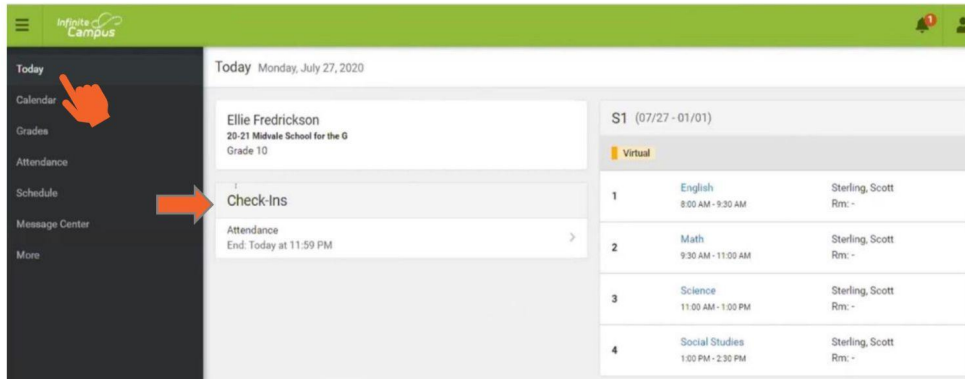 Infinite
Campus
1
Today
Calendar
Grades
Attendance
Schedule
Message Center
More
Today Monday, July 27, 2020
Ellie Fredrickson
20-21 Midvale School for the G
Grade 10
Check-Ins
Attendance
End: Today at 11:59 PM
S1 (07/27 - 01/01)
Virtual
1 English Sterling, Scott
8:00 AM - 9:30 AM Rm: -
2 Math Sterling, Scott
9:30 AM - 11:00 AM Rm: -
3 Science Sterling, Scott
11:00 AM - 1:00 PM Rm: -
4 Social Studies Sterling, Scott
1:00 PM - 2:30 PM Rm: -